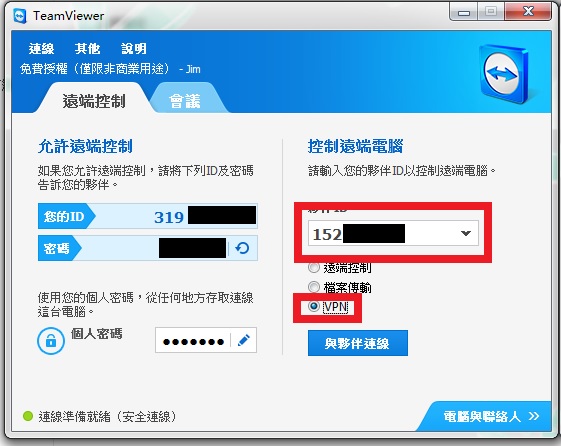 TeamViewer
連線 其他 說明
免費授權（僅限非商業用途） - Jim
遠端控制 會議
允許遠端控制
如果您允許遠端控制，請將下列ID及密碼
告訴您的夥伴。
您的ID 319
密碼
使用您的個人密碼，從任何地方存取連線
這台電腦。
個人密碼
控制遠端電腦
請輸入您的夥伴ID以控制遠端電腦。
夥伴ID
152
遠端控制
檔案傳輸
VPN
與夥伴連線
連線準備就緒（安全連線）
電腦與聯絡人 >>